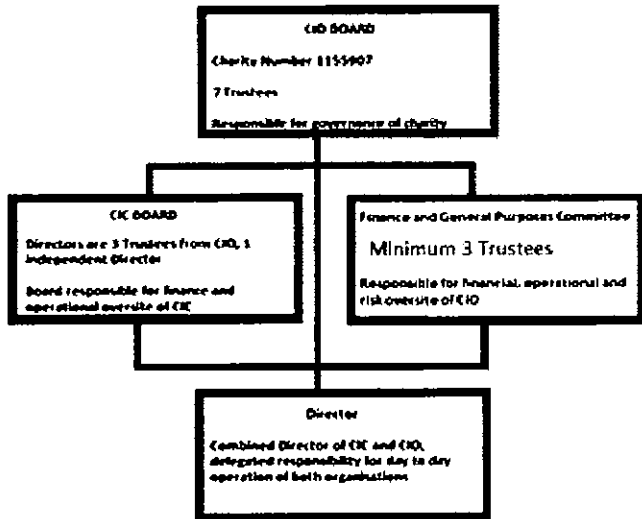 CIO BOARD
Charity Number 1155907
7 Trustees
Responsible for governance of charity
CIC BOARD
Directors are 3 Trustees from CIO, 1
Independent Director
Board responsible for finance and
operational oversite of CIC
Finance and General Purposes Committee
Minimum 3 Trustees
Responsible for financial, operational and
risk oversite of CIO
Director
Combined Director of CIC and CIO,
delegated responsibility for day to day
operation of both organisations